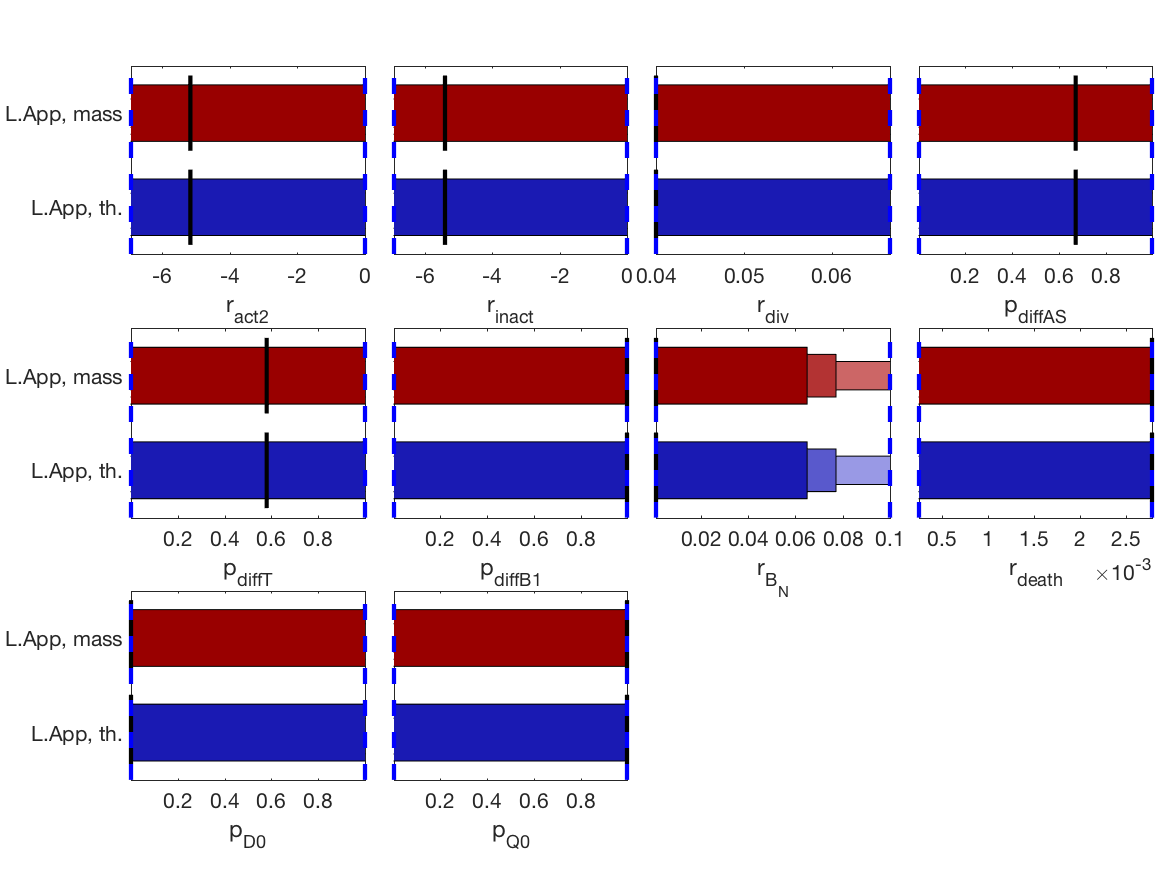 L.App, mass
L.App, th.
-6 -4 -2 0
r_act2
-6 -4 -2 0
r_inact
0.04 0.05 0.06
r_div
0.2 0.4 0.6 0.8
p_diffAS
L.App, mass
L.App, th.
0.2 0.4 0.6 0.8
p_diffT
0.2 0.4 0.6 0.8
p_diffB1
0.02 0.04 0.06 0.08 0.1
r_B_N
0.5 1 1.5 2 2.5
×10^-3
r_death
L.App, mass
L.App, th.
0.2 0.4 0.6 0.8
p_D0
0.2 0.4 0.6 0.8
p_Q0